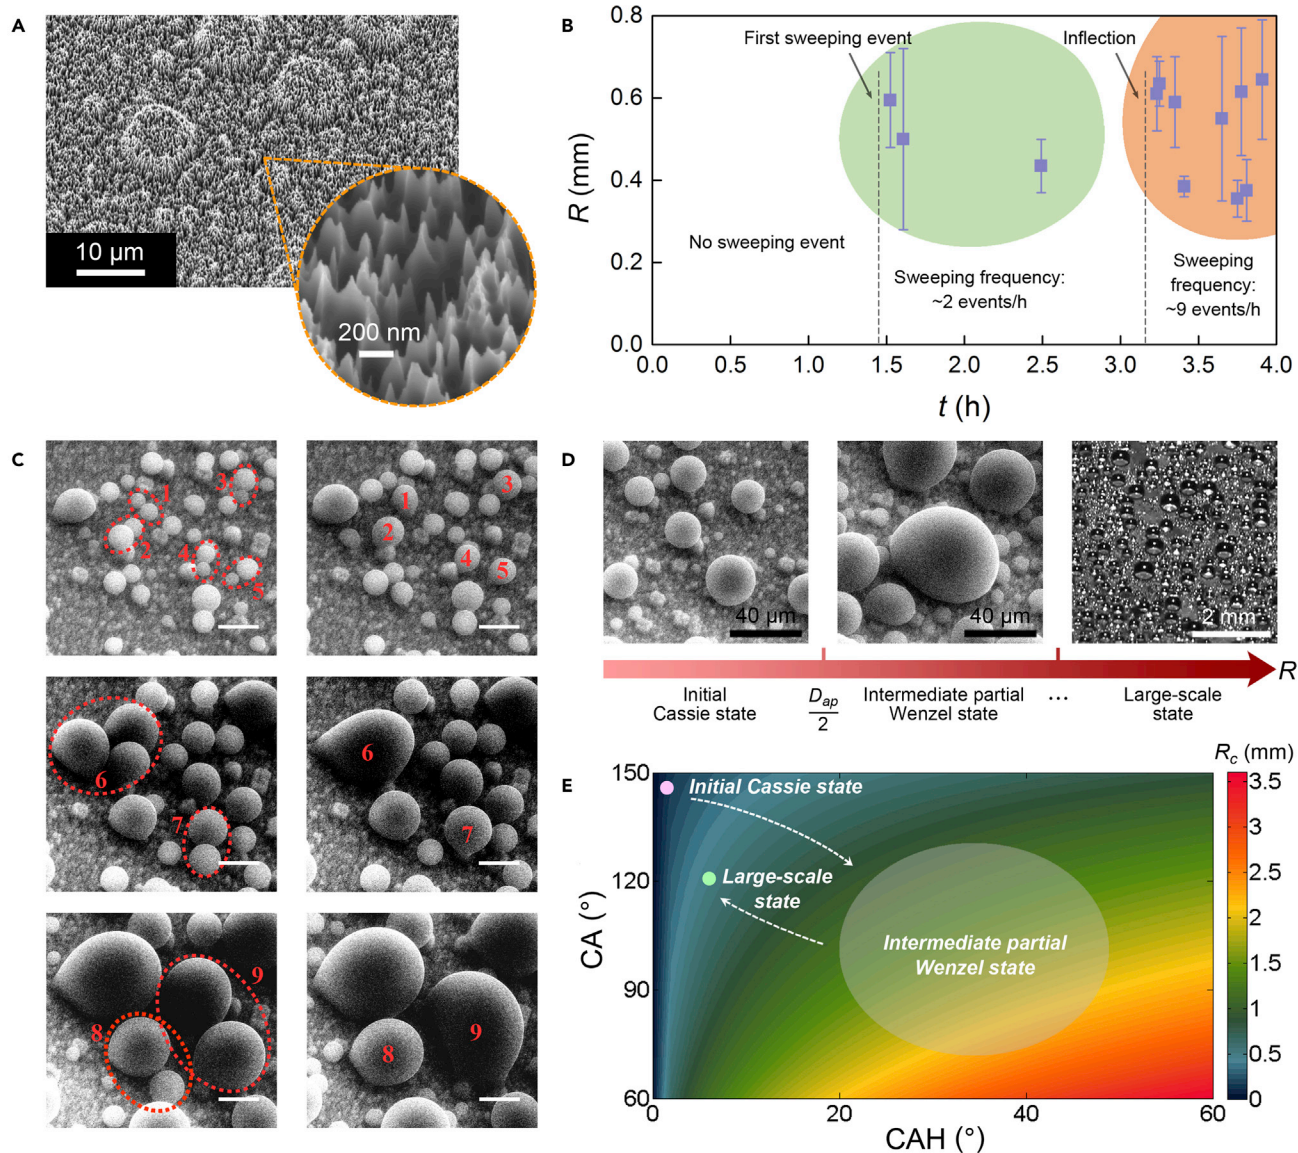 A
10 µm
200 nm
B
R (mm)
0.8
0.6
0.4
0.2
0.0
First sweeping event
Inflection
No sweeping event
Sweeping frequency:
~2 events/h
Sweeping
frequency:
~9 events/h
0.0 0.5 1.0 1.5 2.0 2.5 3.0 3.5 4.0
t (h)
C
1
2
3
4
5
1
2
3
4
5
6
7
6
7
8
9
8
9
D
40 µm
40 µm
2 mm
R
Initial
Cassie state
D_ap
2
Intermediate partial
Wenzel state
...
Large-scale
state
E
CA (°)
150
120
90
60
Initial Cassie state
Large-scale
state
Intermediate partial
Wenzel state
0 20 40 60
CAH (°)
R_c (mm)
3.5
3
2.5
2
1.5
1
0.5
0